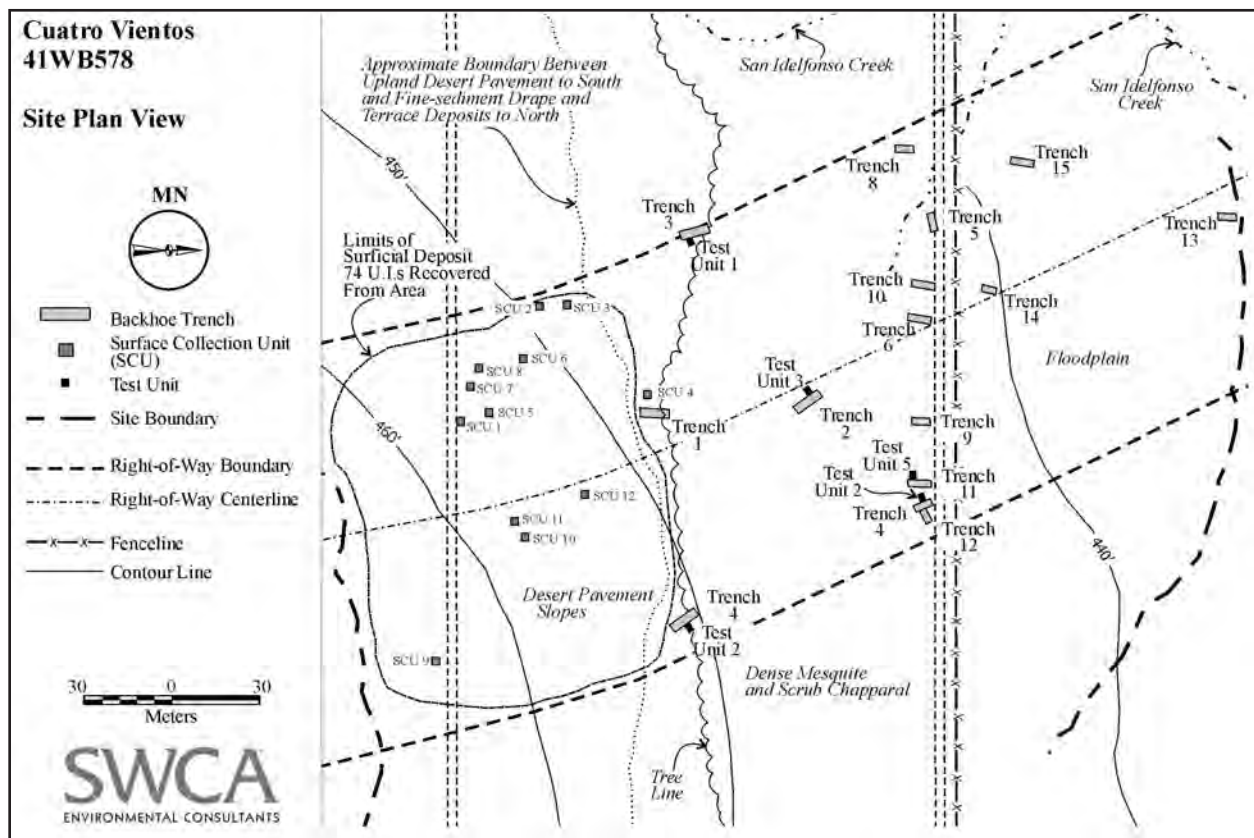 Cuatro Vientos
41WB578
Site Plan View
MN
Backhoe Trench
Surface Collection Unit
(SCU)
Test Unit
Site Boundary
Right-of-Way Boundary
Right-of-Way Centerline
Fenceline
Contour Line
30 0 30
Meters
SWCA
ENVIRONMENTAL CONSULTANTS
Approximate Boundary Between
Upland Desert Pavement to South
and Fine-sediment Drape and
Terrace Deposits to North
San Idelfonso Creek
San Idelfonso
Creek
450'
Limits of
Surficial Deposit
74 U.I.s Recovered
From Area
Trench
3
Test
Unit 1
Trench
8
Trench
15
Trench
5
Trench
13
Trench
10
Trench
14
Trench
6
Floodplain
SCU 2
SCU 3
SCU 6
SCU 8
SCU 7
SCU 5
SCU 1
SCU 4
Trench
1
Test
Unit 3
Trench
2
Trench
9
460'
SCU 12
SCU 11
SCU 10
Test
Unit 5
Test
Unit 2
Trench
11
Trench
4
Trench
12
440'
Desert Pavement
Slopes
Trench
4
Test
Unit 2
SCU 9
Dense Mesquite
and Scrub Chapparal
Tree
Line